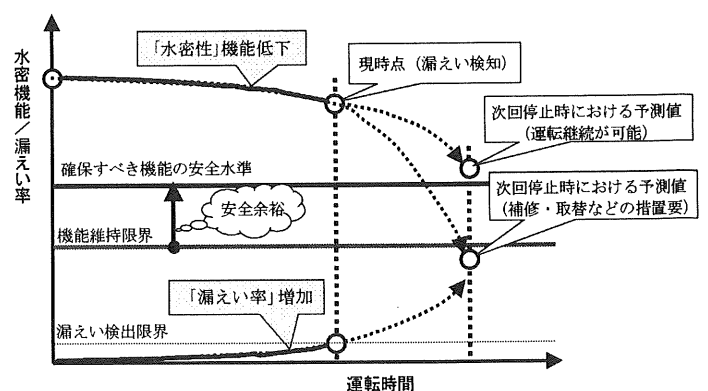 「水密性」機能低下
現時点（漏えい検知）
水密機能／漏えい率
次回停止時における予測値
（運転継続が可能）
確保すべき機能の安全水準
次回停止時における予測値
（補修・取替などの措置要）
安全余裕
機能維持限界
「漏えい率」増加
漏えい検出限界
運転時間